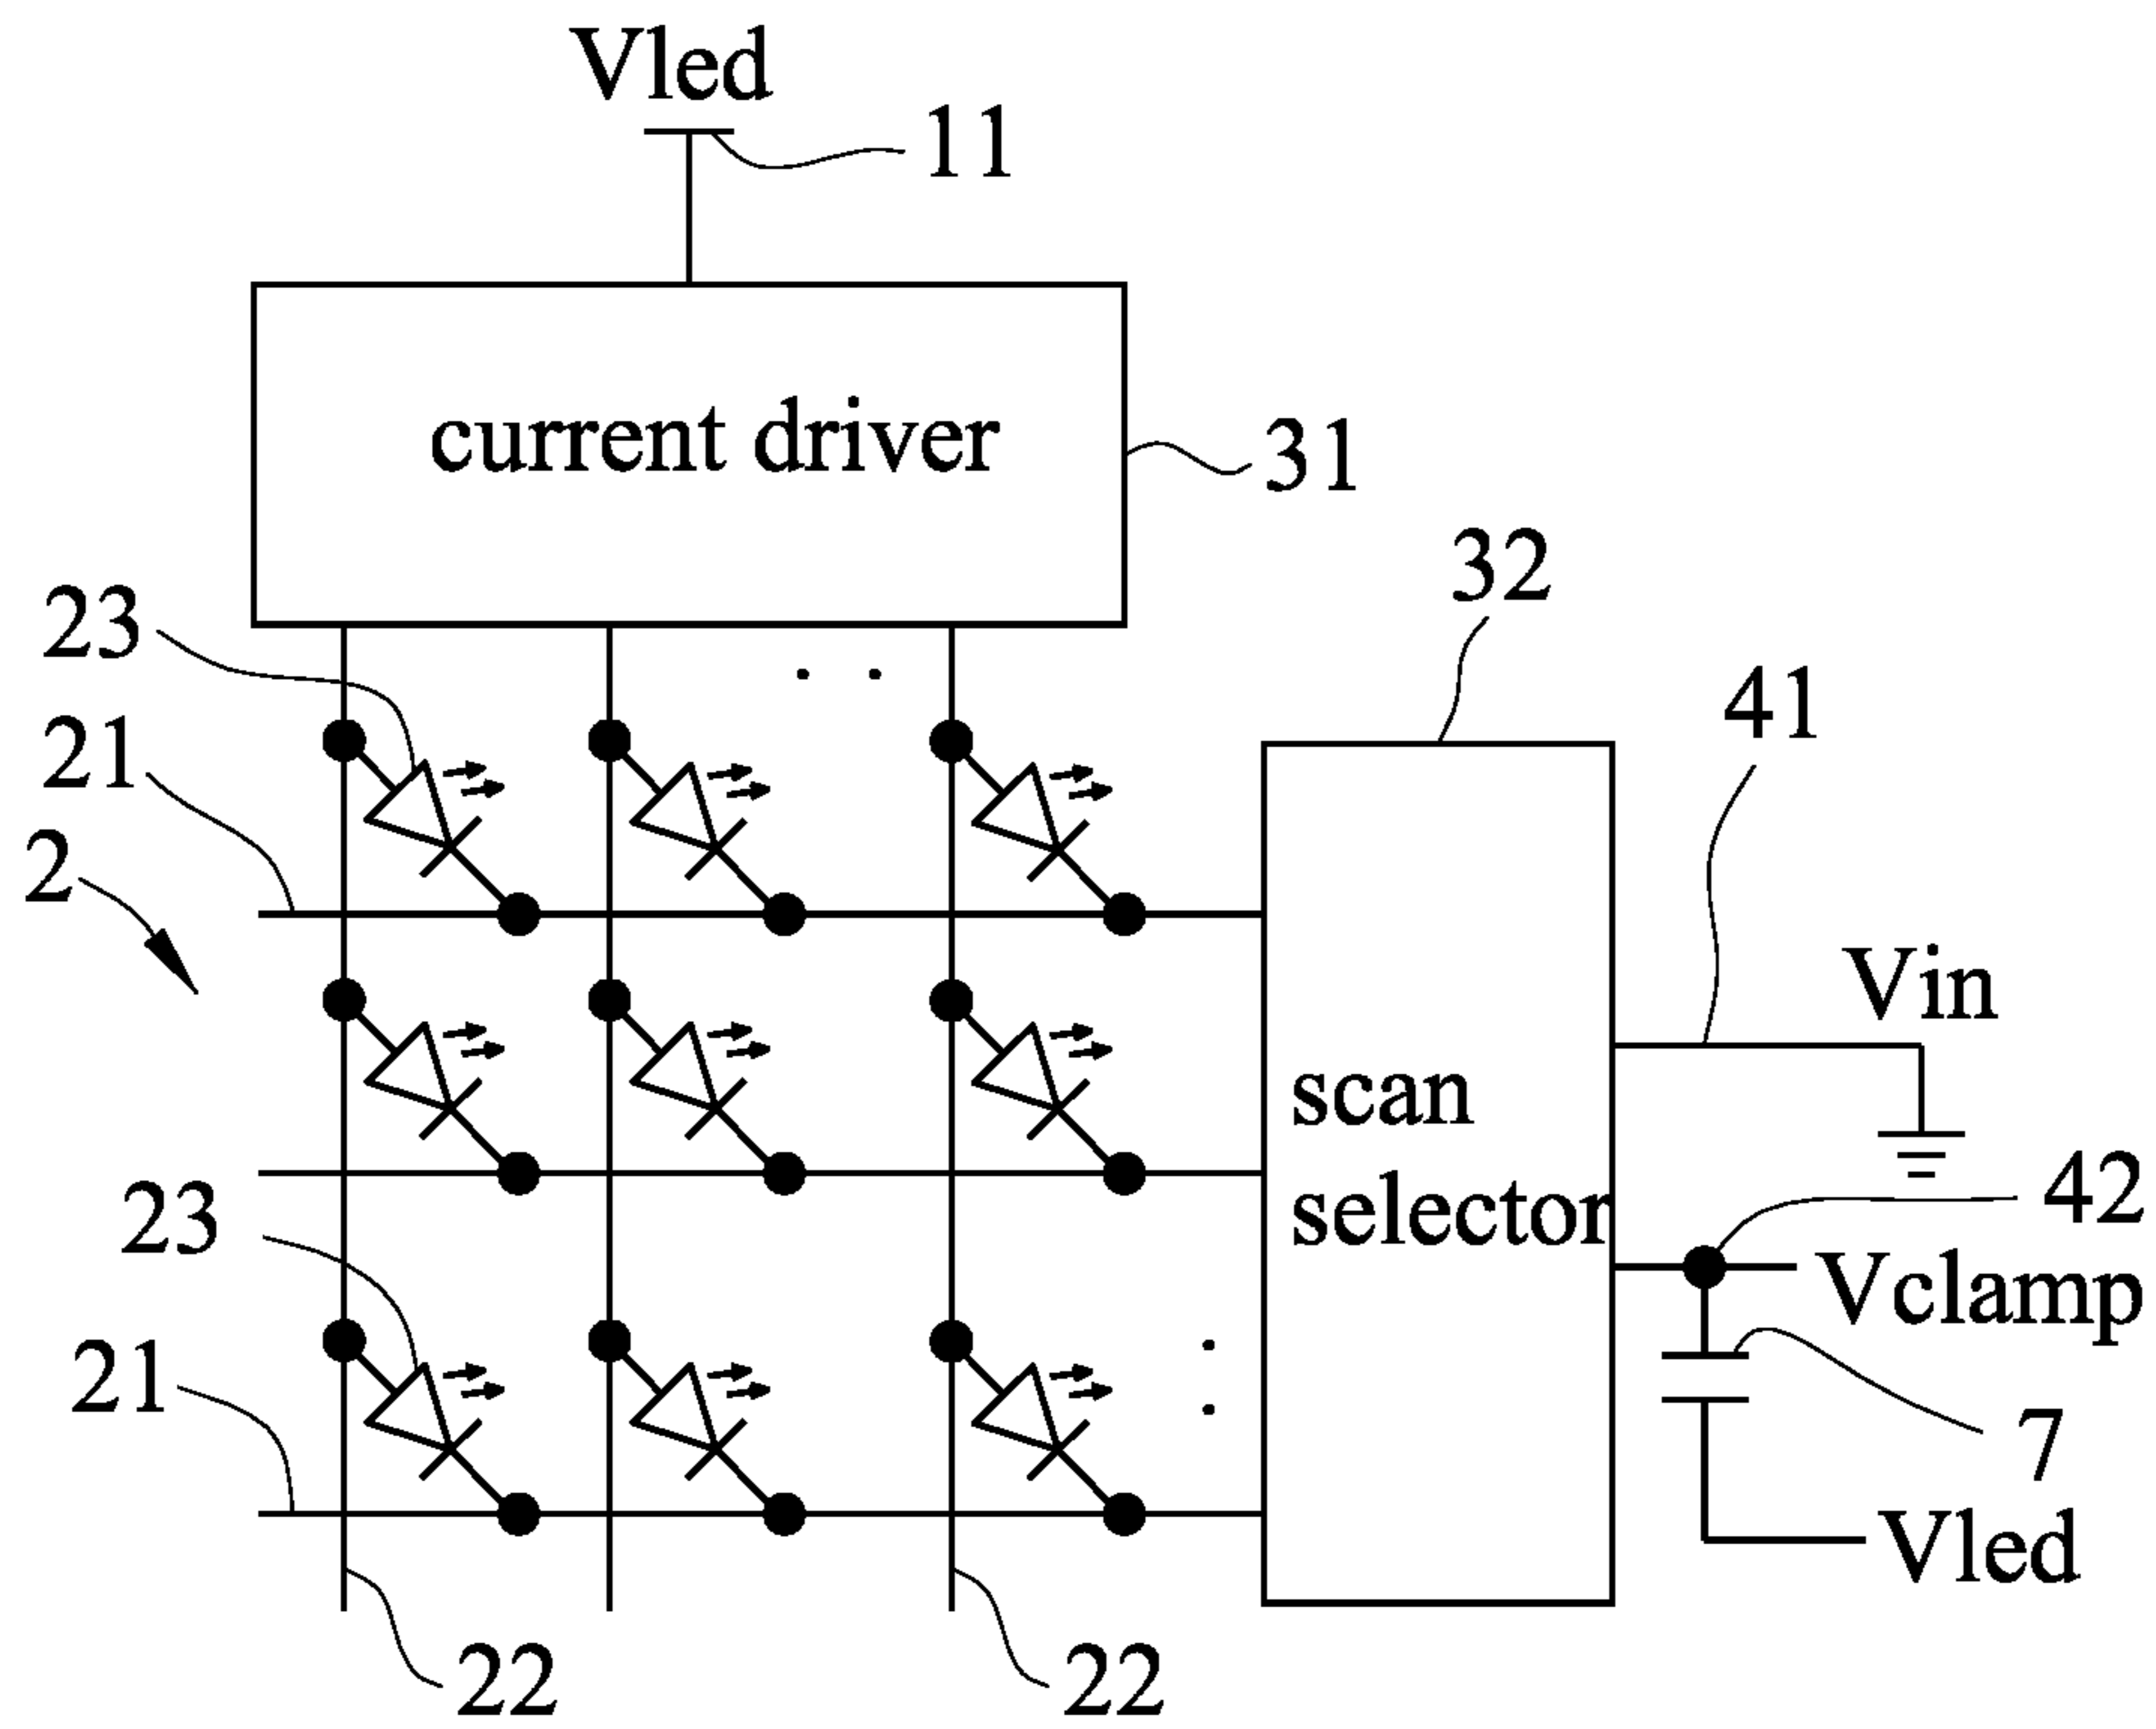 Vled
11
current driver
31
32
23
41
21
2
Vin
scan
42
selector
23
Vclamp
21
7
Vled
22
22